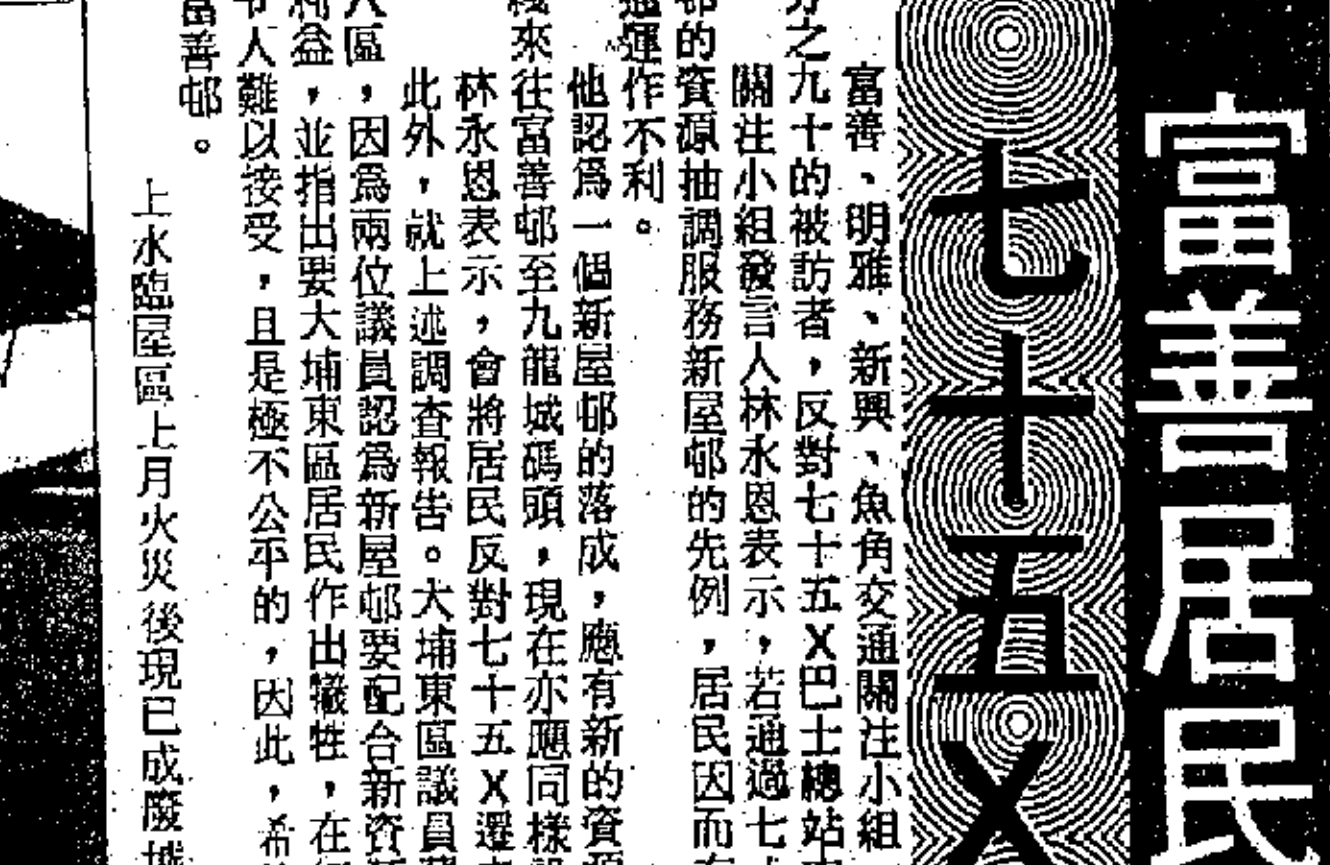 富善居民
七十五X
富善、明雅、新興、魚角交通關注小組
之九十的被訪者，反對七十五X巴士總站
關注小組發言人林永恩表示，若通過七
邨的資源抽調服務新屋邨的先例，居民因而
運作不利。
他認爲一個新屋邨的落成，應有新的資源
來往富善邨至九龍城碼頭，現在亦應同樣
林永恩表示，會將居民反對七十五X遷
此外，就上述調查報告。大埔東區議員
區，因爲兩位議員認爲新屋邨要配合新資
利益，並指出要大埔東區居民作出犧牲，在
令人難以接受，且是極不公平的，因此，希
富善邨。
上水臨屋區上月火災後現已成廢墟